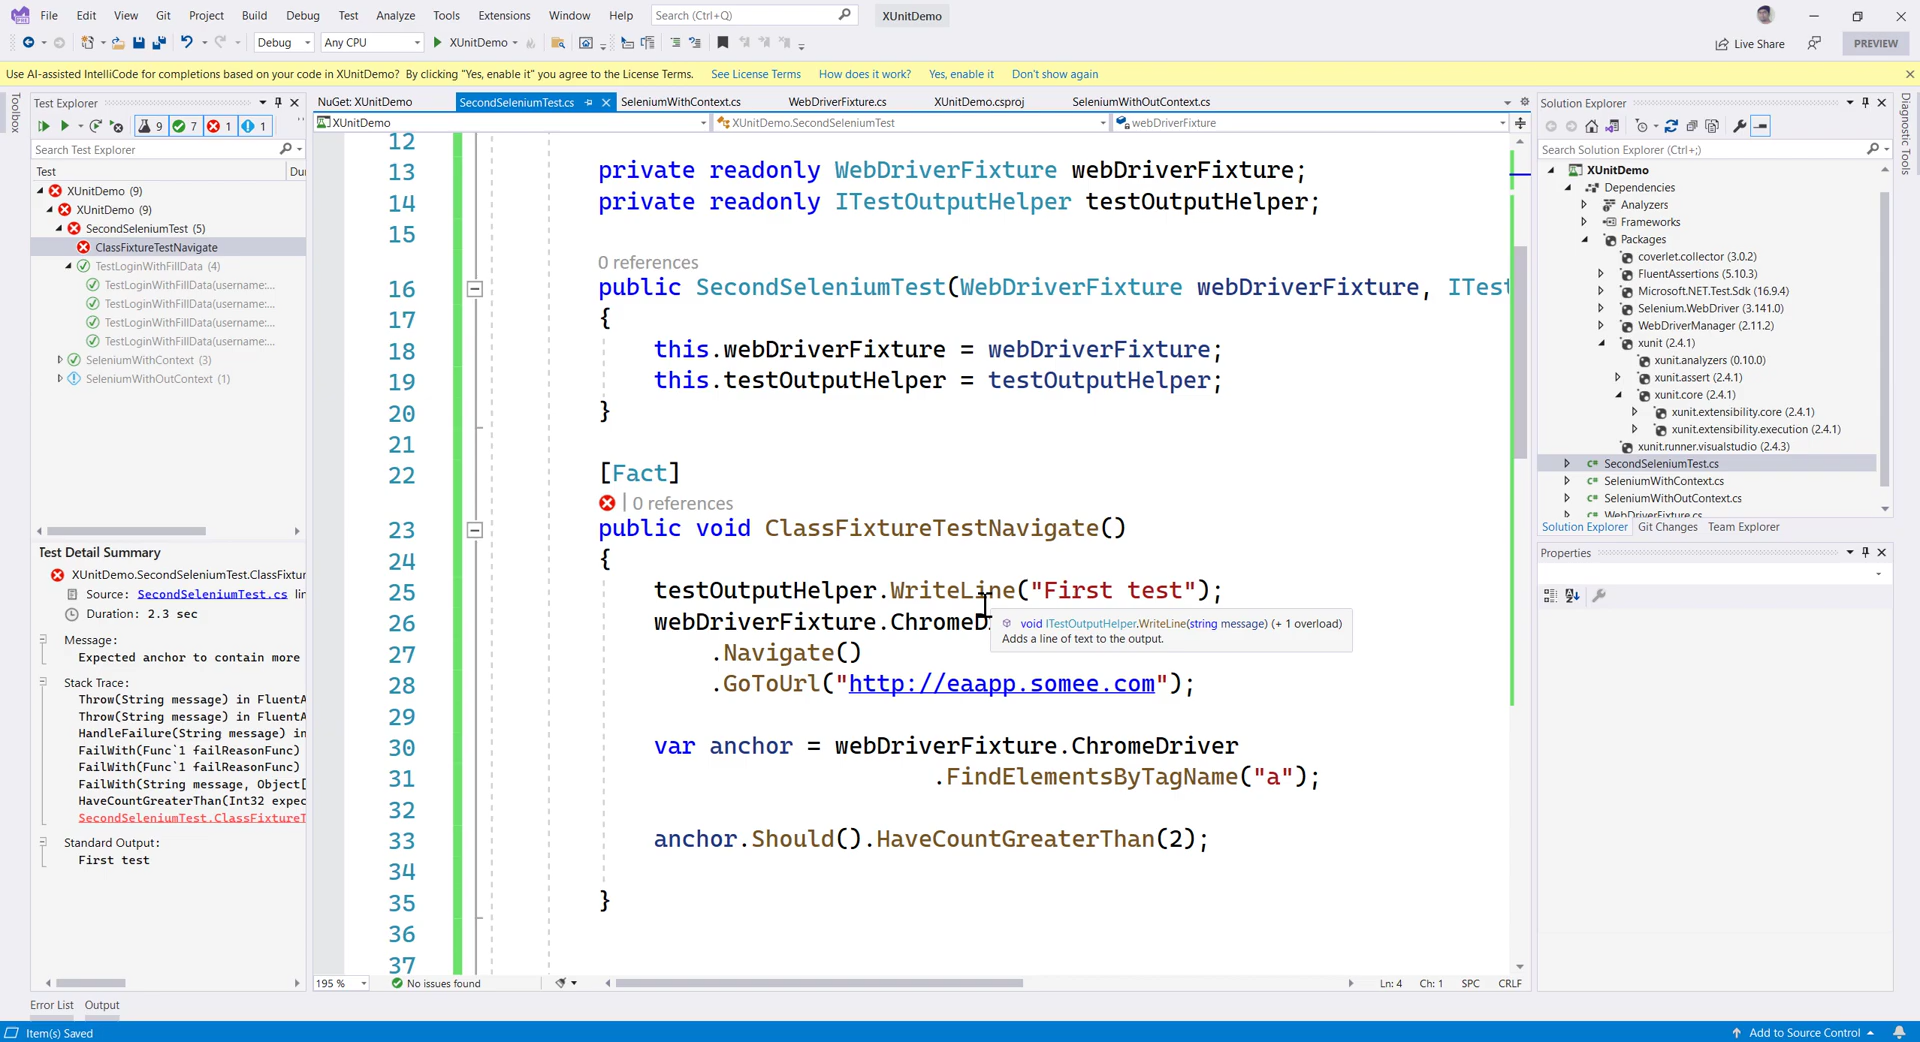 File Edit View Git Project Build Debug Test Analyze Tools Extensions Window Help Search (Ctrl+Q) XUnitDemo
Debug Any CPU XUnitDemo Live Share PREVIEW
Use AI-assisted IntelliCode for completions based on your code in XUnitDemo? By clicking "Yes, enable it" you agree to the License Terms. See License Terms How does it work? Yes, enable it Don't show again
Toolbox
Test Explorer
9 7 1 1
Search Test Explorer
Test Du
XUnitDemo (9)
XUnitDemo (9)
SecondSeleniumTest (5)
ClassFixtureTestNavigate
TestLoginWithFillData (4)
TestLoginWithFillData(username:...
TestLoginWithFillData(username:...
TestLoginWithFillData(username:...
TestLoginWithFillData(username:...
SeleniumWithContext (3)
SeleniumWithOutContext (1)
Test Detail Summary
XUnitDemo.SecondSeleniumTest.ClassFixtur
Source: SecondSeleniumTest.cs lin
Duration: 2.3 sec
Message:
Expected anchor to contain more
Stack Trace:
Throw(String message) in FluentA
Throw(String message) in FluentA
HandleFailure(String message) in
FailWith(Func`1 failReasonFunc)
FailWith(Func`1 failReasonFunc)
FailWith(String message, Object[
HaveCountGreaterThan(Int32 expec
SecondSeleniumTest.ClassFixtureT
Standard Output:
First test
NuGet: XUnitDemo SecondSeleniumTest.cs SeleniumWithContext.cs WebDriverFixture.cs XUnitDemo.csproj SeleniumWithOutContext.cs
XUnitDemo XUnitDemo.SecondSeleniumTest webDriverFixture
12
13 private readonly WebDriverFixture webDriverFixture;
14 private readonly ITestOutputHelper testOutputHelper;
15
0 references
16 public SecondSeleniumTest(WebDriverFixture webDriverFixture, ITest
17 {
18 this.webDriverFixture = webDriverFixture;
19 this.testOutputHelper = testOutputHelper;
20 }
21
22 [Fact]
| 0 references
23 public void ClassFixtureTestNavigate()
24 {
25 testOutputHelper.WriteLine("First test");
26 webDriverFixture.ChromeD
void ITestOutputHelper.WriteLine(string message) (+ 1 overload)
Adds a line of text to the output.
27 .Navigate()
28 .GoToUrl("http://eaapp.somee.com");
29
30 var anchor = webDriverFixture.ChromeDriver
31 .FindElementsByTagName("a");
32
33 anchor.Should().HaveCountGreaterThan(2);
34
35 }
36
37
195 % No issues found Ln: 4 Ch: 1 SPC CRLF
Solution Explorer
Search Solution Explorer (Ctrl+;)
XUnitDemo
Dependencies
Analyzers
Frameworks
Packages
coverlet.collector (3.0.2)
FluentAssertions (5.10.3)
Microsoft.NET.Test.Sdk (16.9.4)
Selenium.WebDriver (3.141.0)
WebDriverManager (2.11.2)
xunit (2.4.1)
xunit.analyzers (0.10.0)
xunit.assert (2.4.1)
xunit.core (2.4.1)
xunit.extensibility.core (2.4.1)
xunit.extensibility.execution (2.4.1)
xunit.runner.visualstudio (2.4.3)
C# SecondSeleniumTest.cs
C# SeleniumWithContext.cs
C# SeleniumWithOutContext.cs
C# WebDriverFixture.cs
Solution Explorer Git Changes Team Explorer
Properties
Diagnostic Tools
Error List Output
Item(s) Saved Add to Source Control